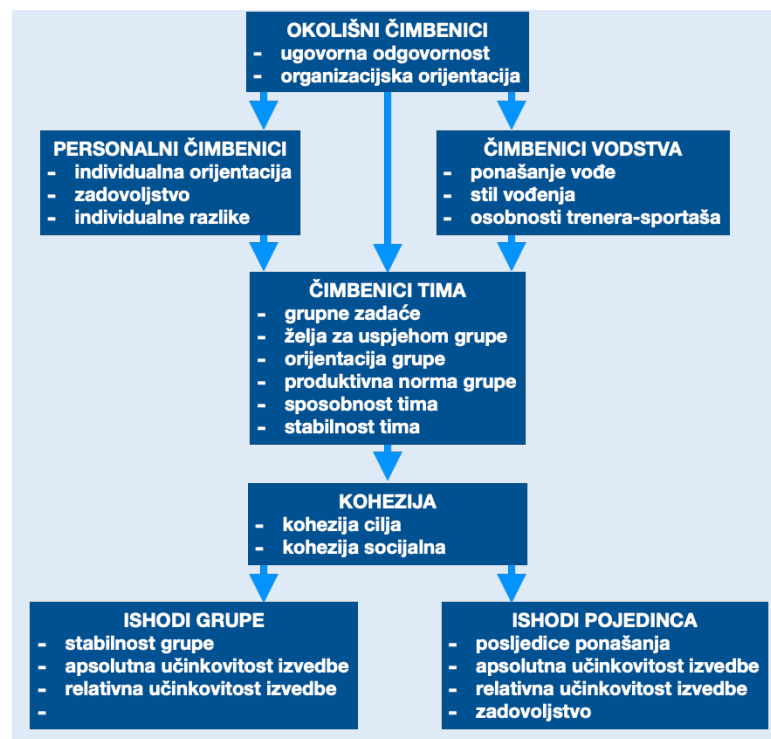 OKOLIŠNI ČIMBENICI
- ugovorna odgovornost
- organizacijska orijentacija
PERSONALNI ČIMBENICI
- individualna orijentacija
- zadovoljstvo
- individualne razlike
ČIMBENICI VODSTVA
- ponašanje vođe
- stil vođenja
- osobnosti trenera-sportaša
ČIMBENICI TIMA
- grupne zadaće
- želja za uspjehom grupe
- orijentacija grupe
- produktivna norma grupe
- sposobnost tima
- stabilnost tima
KOHEZIJA
- kohezija cilja
- kohezija socijalna
ISHODI GRUPE
- stabilnost grupe
- apsolutna učinkovitost izvedbe
- relativna učinkovitost izvedbe
-
ISHODI POJEDINCA
- posljedice ponašanja
- apsolutna učinkovitost izvedbe
- relativna učinkovitost izvedbe
- zadovoljstvo